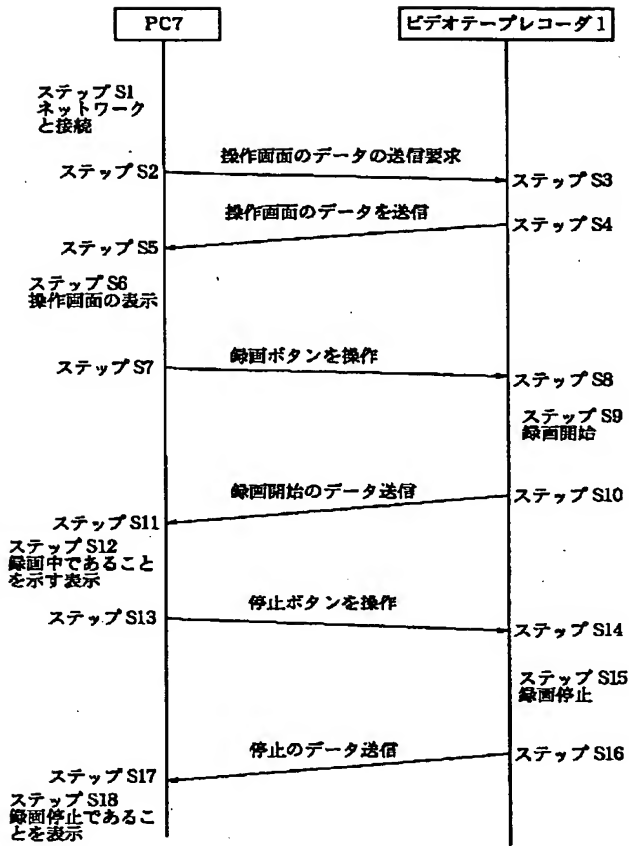 PC7
ビデオテープレコーダ1
ステップ S1
ネットワーク
と接続
操作画面のデータの送信要求
ステップ S2
ステップ S3
操作画面のデータを送信
ステップ S4
ステップ S5
ステップ S6
操作画面の表示
録画ボタンを操作
ステップ S7
ステップ S8
ステップ S9
録画開始
録画開始のデータ送信
ステップ S10
ステップ S11
ステップ S12
録画中であること
を示す表示
停止ボタンを操作
ステップ S13
ステップ S14
ステップ S15
録画停止
停止のデータ送信
ステップ S16
ステップ S17
ステップ S18
録画停止であるこ
とを表示